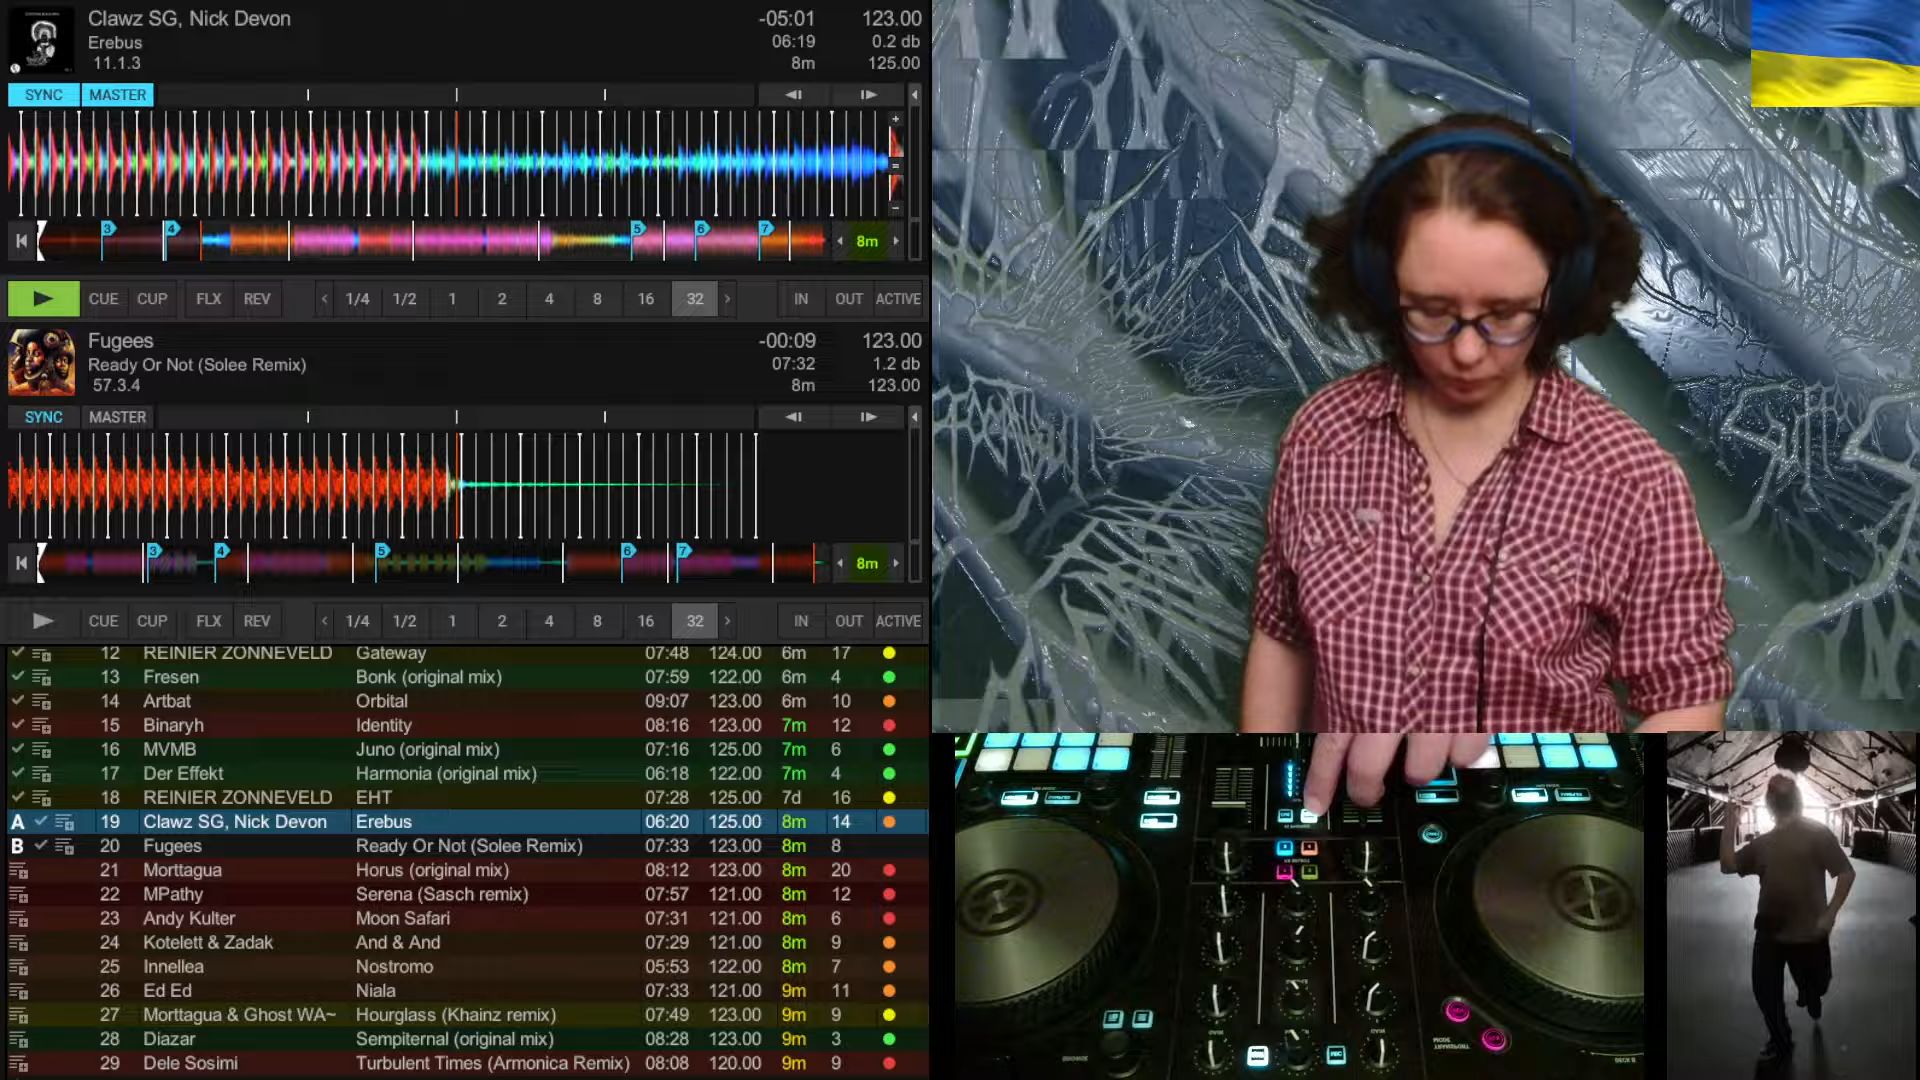 Clawz SG, Nick Devon -05:01 123.00
Erebus 06:19 0.2 db
11.1.3 8m 125.00
SYNC MASTER
3 4 5 6 7 8m
CUE CUP FLX REV 1/4 1/2 1 2 4 8 16 32 IN OUT ACTIVE
Fugees -00:09 123.00
Ready Or Not (Solee Remix) 07:32 1.2 db
57.3.4 8m 123.00
SYNC MASTER
3 4 5 6 7 8m
CUE CUP FLX REV 1/4 1/2 1 2 4 8 16 32 IN OUT ACTIVE
12 REINIER ZONNEVELD Gateway 07:48 124.00 6m 17
13 Fresen Bonk (original mix) 07:59 122.00 6m 4
14 Artbat Orbital 09:07 123.00 6m 10
15 Binaryh Identity 08:16 123.00 7m 12
16 MVMB Juno (original mix) 07:16 125.00 7m 6
17 Der Effekt Harmonia (original mix) 06:18 122.00 7m 4
18 REINIER ZONNEVELD EHT 07:28 125.00 7d 16
A 19 Clawz SG, Nick Devon Erebus 06:20 125.00 8m 14
B 20 Fugees Ready Or Not (Solee Remix) 07:33 123.00 8m 8
21 Morttagua Horus (original mix) 08:12 123.00 8m 20
22 MPathy Serena (Sasch remix) 07:57 121.00 8m 12
23 Andy Kulter Moon Safari 07:31 121.00 8m 6
24 Kotelett & Zadak And & And 07:29 121.00 8m 9
25 Innellea Nostromo 05:53 122.00 8m 7
26 Ed Ed Niala 07:33 121.00 9m 11
27 Morttagua & Ghost WA~ Hourglass (Khainz remix) 07:49 123.00 9m 9
28 Diazar Sempiternal (original mix) 08:28 123.00 9m 3
29 Dele Sosimi Turbulent Times (Armonica Remix) 08:08 120.00 9m 9